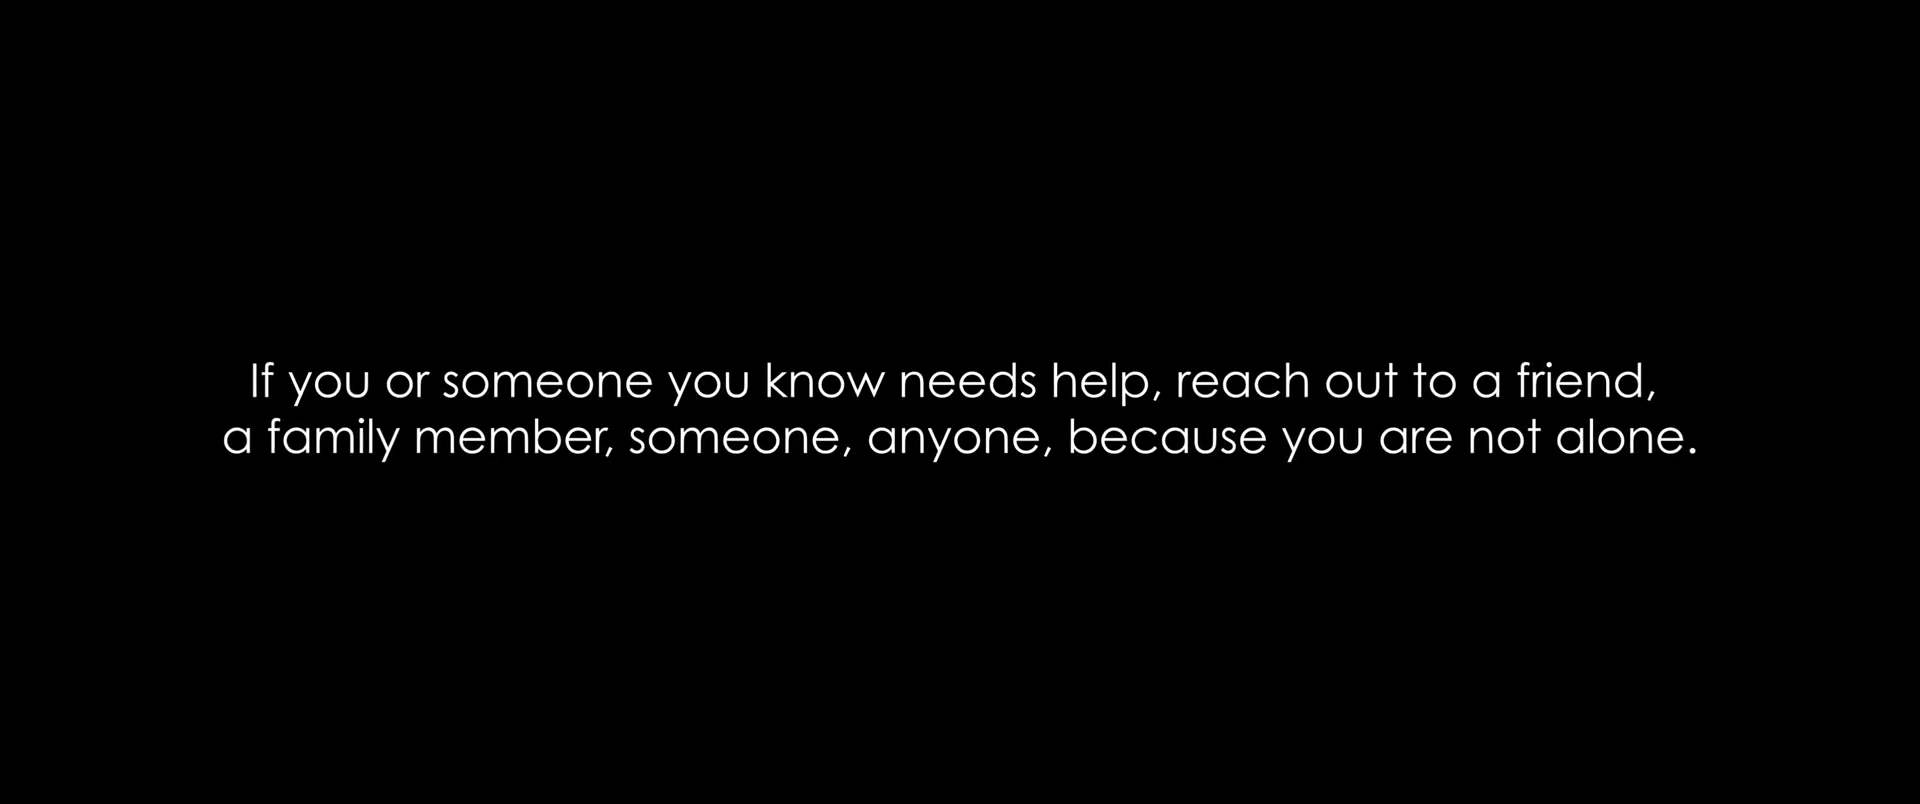 If you or someone you know needs help, reach out to a friend,
a family member, someone, anyone, because you are not alone.